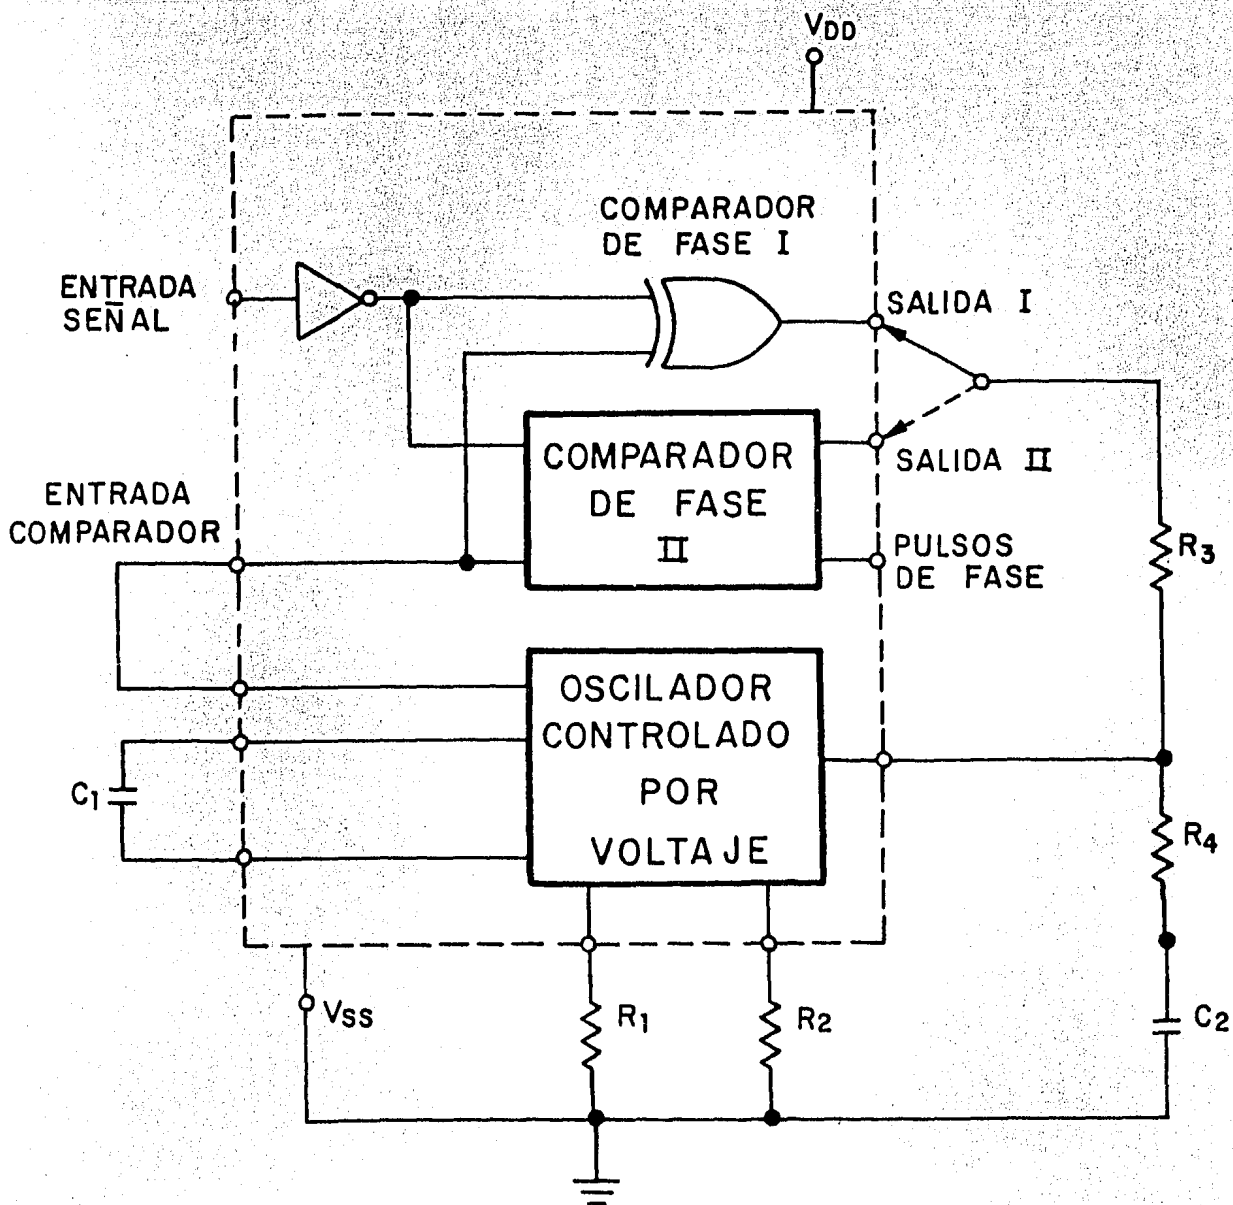 VDD
COMPARADOR
DE FASE I
ENTRADA
SEÑAL
SALIDA I
COMPARADOR
DE FASE
II
SALIDA II
ENTRADA
COMPARADOR
PULSOS
DE FASE
R3
OSCILADOR
CONTROLADO
POR
VOLTAJE
C1
R4
VSS
R1
R2
C2